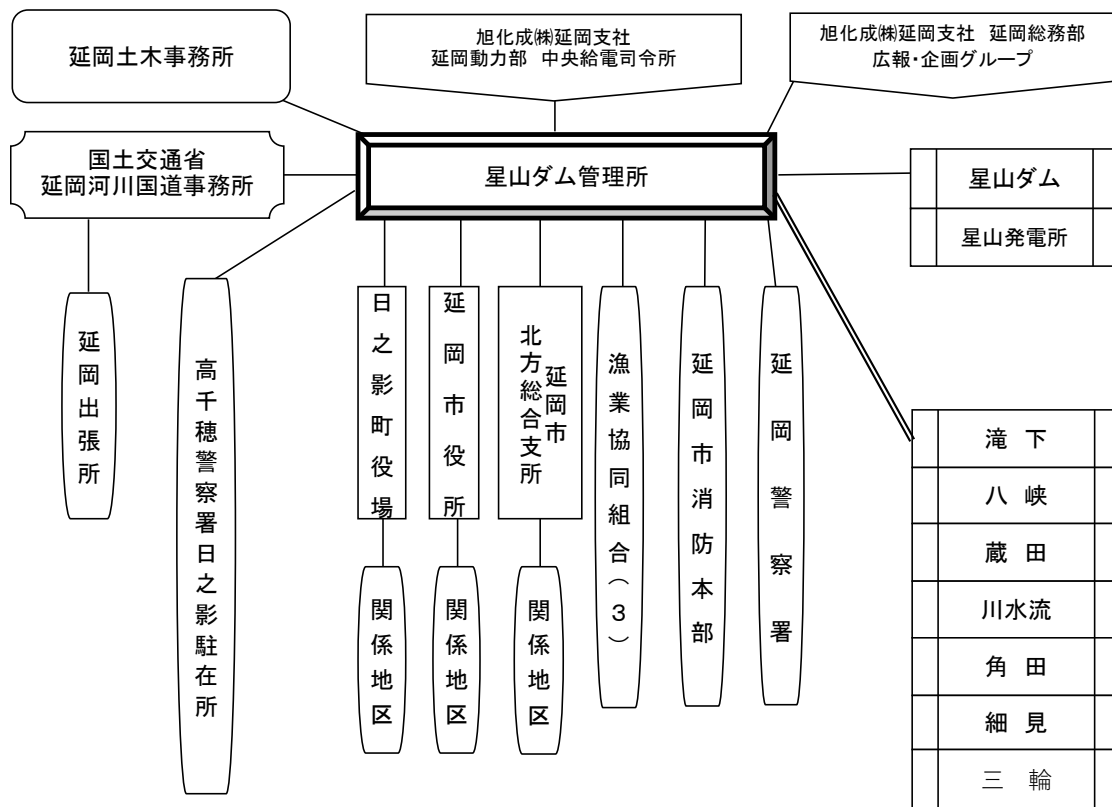 延岡土木事務所
旭化成㈱延岡支社
延岡動力部 中央給電司令所
旭化成㈱延岡支社 延岡総務部
広報・企画グループ
国土交通省
延岡河川国道事務所
星山ダム管理所
星山ダム
星山発電所
延岡出張所
高千穂警察署日之影駐在所
日之影町役場
延岡市役所
延岡市
北方総合支所
漁業協同組合(3)
延岡市消防本部
延岡警察署
関係地区
関係地区
関係地区
滝下
八峡
蔵田
川水流
角田
細見
三輪